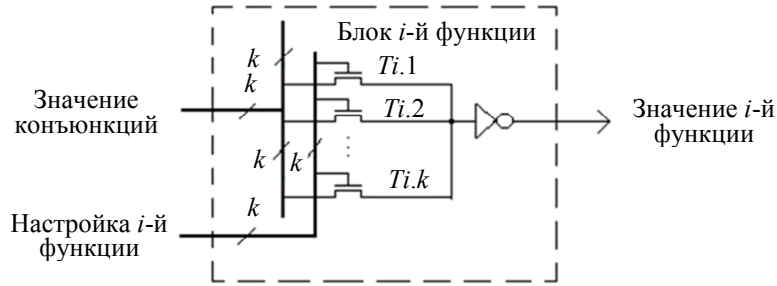 Блок i-й функции
k
Ti.1
k
Значение
конъюнкций
Ti.2
Значение i-й
функции
k
k
Ti.k
k
Настройка i-й
функции